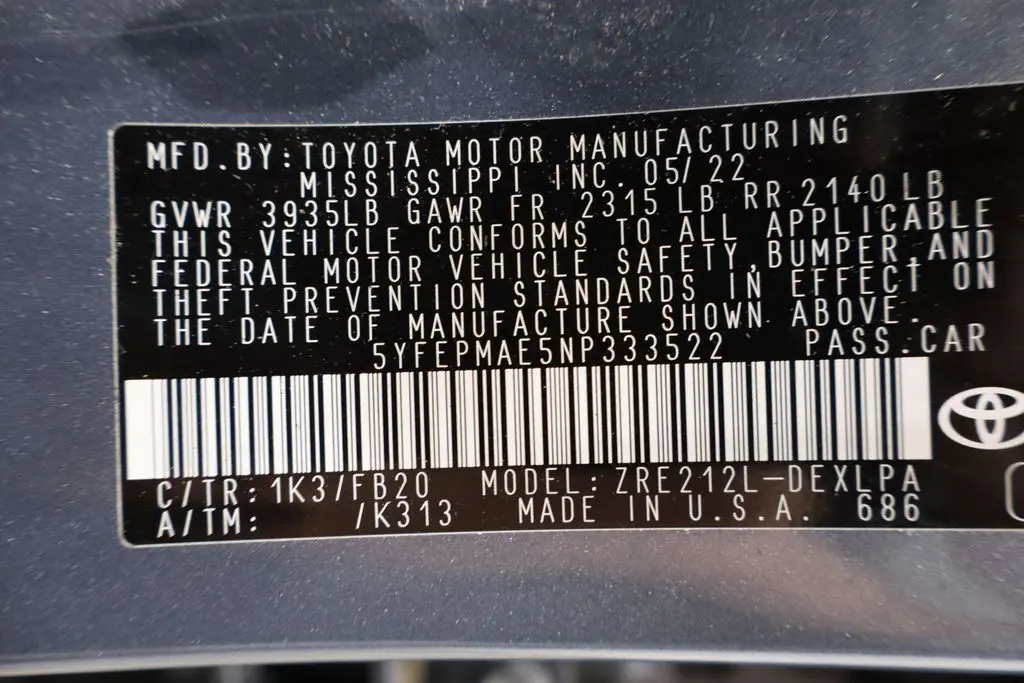 MFD.BY:TOYOTA MOTOR MANUFACTURING
MISSISSIPPI INC. 05/22
GVWR 3935LB GAWR FR 2315 LB RR 2140 LB
THIS VEHICLE CONFORMS TO ALL APPLICABLE
FEDERAL MOTOR VEHICLE SAFETY,BUMPER,AND
THEFT PREVENTION STANDARDS IN EFFECT ON
THE DATE OF MANUFACTURE SHOWN ABOVE.
5YFEPMAE5NP333522 PASS.CAR
C/TR:1K3/FB20 MODEL:ZRE212L-DEXLPA
A/TM: /K313 MADE IN U.S.A. 686